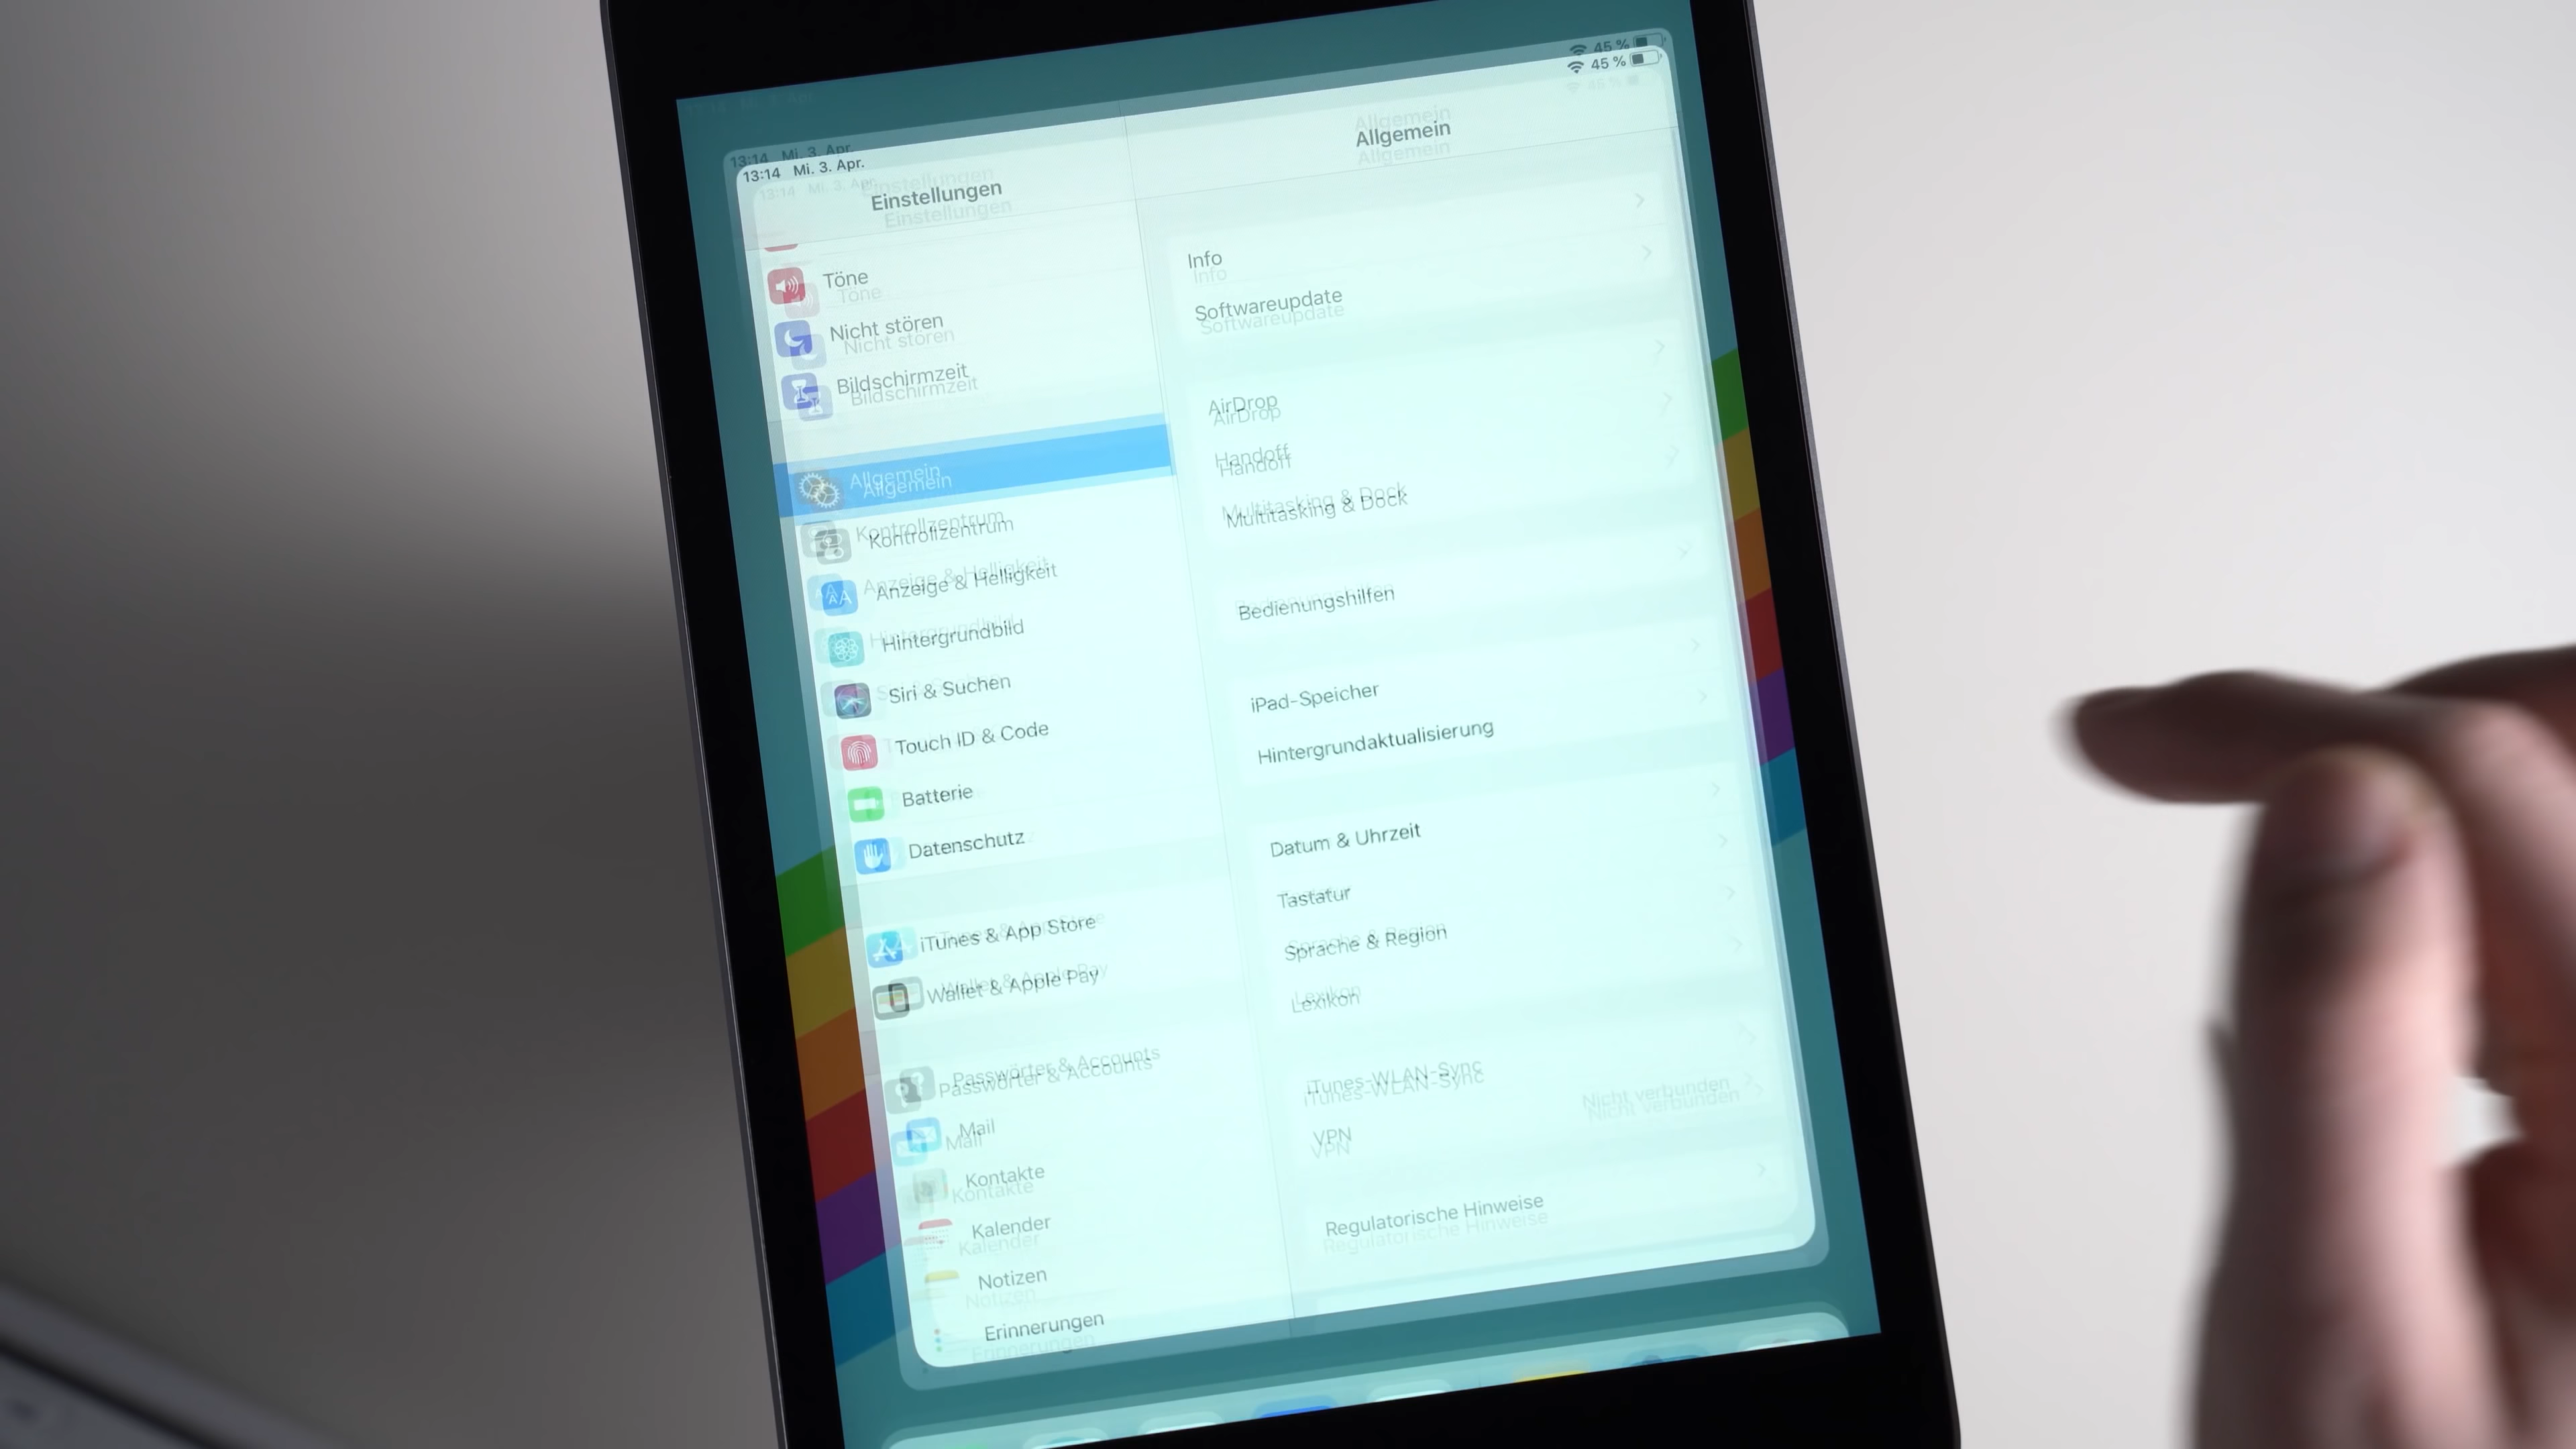 13:14 Mi. 3. Apr.
45 %
Einstellungen
Töne
Nicht stören
Bildschirmzeit
Allgemein
Kontrollzentrum
Anzeige & Helligkeit
Hintergrundbild
Siri & Suchen
Touch ID & Code
Batterie
Datenschutz
iTunes & App Store
Wallet & Apple Pay
Passwörter & Accounts
Mail
Kontakte
Kalender
Notizen
Erinnerungen
Allgemein
Info
Softwareupdate
AirDrop
Handoff
Multitasking & Dock
Bedienungshilfen
iPad-Speicher
Hintergrundaktualisierung
Datum & Uhrzeit
Tastatur
Sprache & Region
Lexikon
iTunes-WLAN-Sync
VPN Nicht verbunden
Regulatorische Hinweise